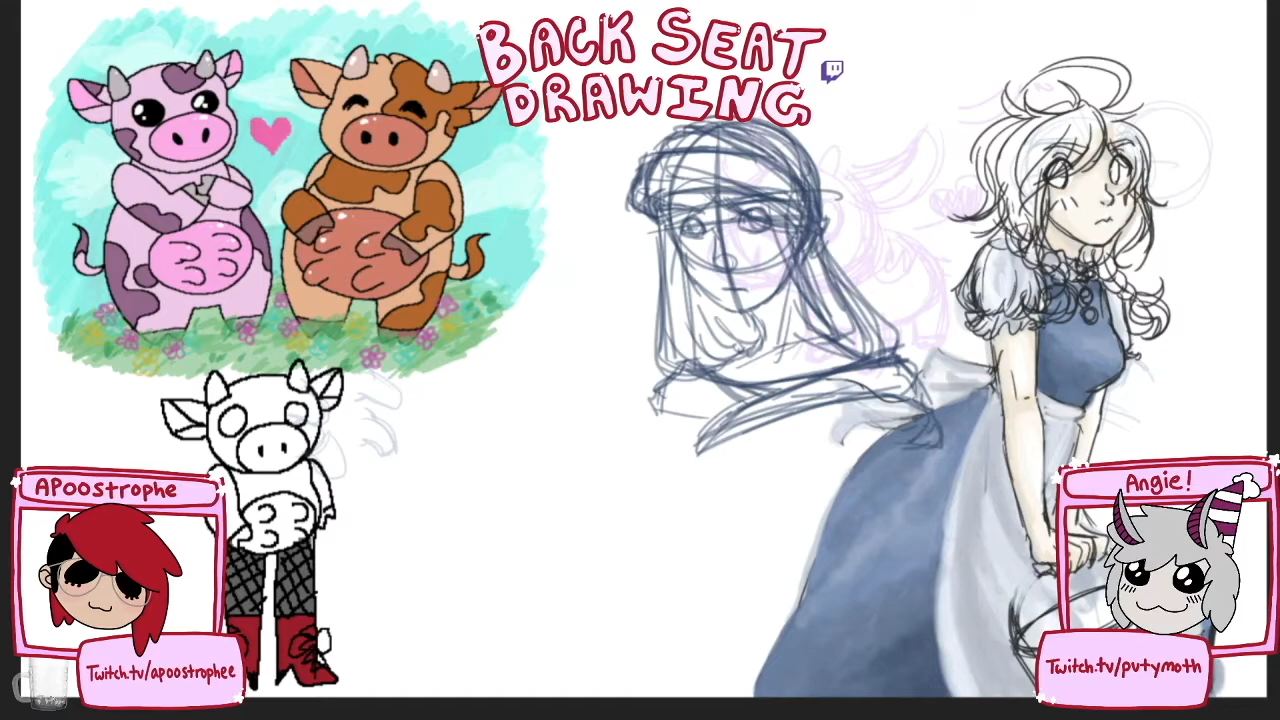 BACK SEAT
DRAWING
APOOstrophe
Angie!
Twitch.tv/apoostrophee
Twitch.tv/putymoth